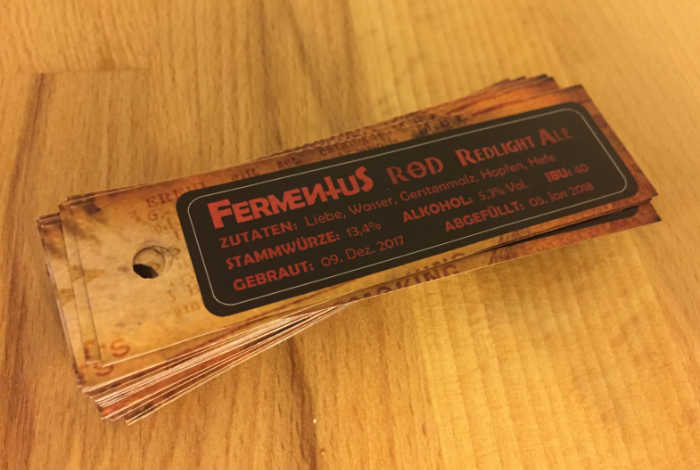 FERMENTUS RED REDLIGHT ALE
ZUTATEN: Liebe, Wasser, Gerstenmalz, Hopfen, Hefe
STAMMWÜRZE: 13,4% ALKOHOL: 5,3% Vol. IBU: 40
GEBRAUT: 09. Dez. 2017 ABGEFÜLLT: 05. Jan 2018